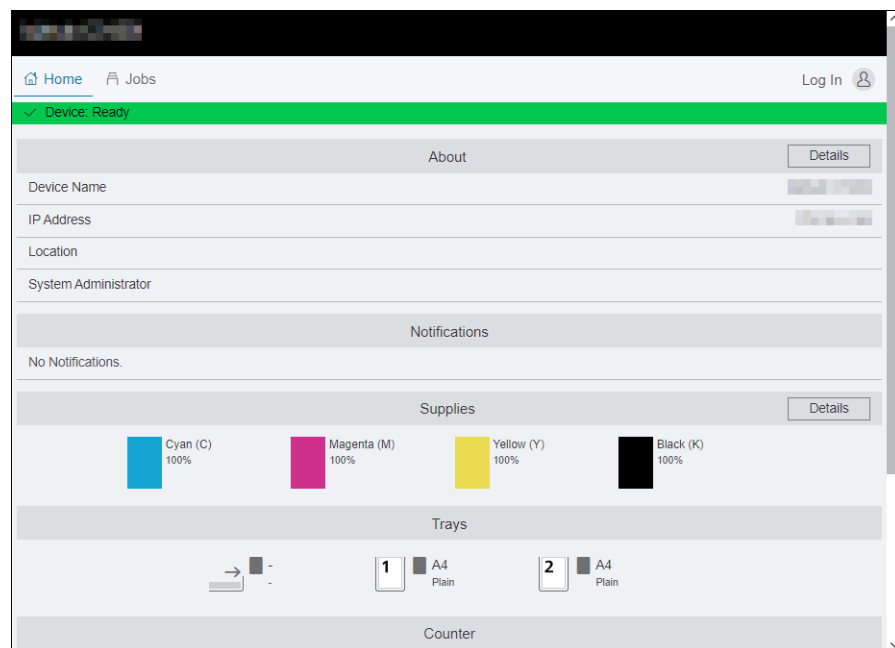 Home Jobs Log In
Device: Ready
About Details
Device Name
IP Address
Location
System Administrator
Notifications
No Notifications.
Supplies Details
Cyan (C) Magenta (M) Yellow (Y) Black (K)
100% 100% 100% 100%
Trays
- 1 A4 2 A4
- Plain Plain
Counter